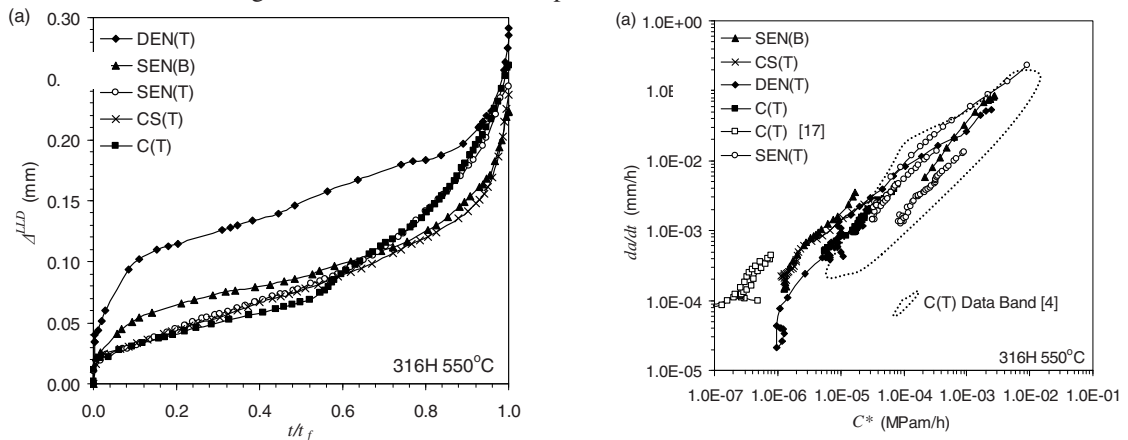 (a)
0.30
0.
0.20
0.15
0.10
0.05
0.00
DEN(T)
SEN(B)
SEN(T)
CS(T)
C(T)
Δ^LLD (mm)
316H 550°C
0.0 0.2 0.4 0.6 0.8 1.0
t/t_f
(a)
1.0E+00
1.0E-02
1.0E-03
1.0E-04
1.0E-05
SEN(B)
CS(T)
DEN(T)
C(T)
C(T) [17]
SEN(T)
da/dt (mm/h)
C(T) Data Band [4]
316H 550°C
1.0E-07 1.0E-06 1.0E-05 1.0E-04 1.0E-03 1.0E-02 1.0E-01
C* (MPam/h)